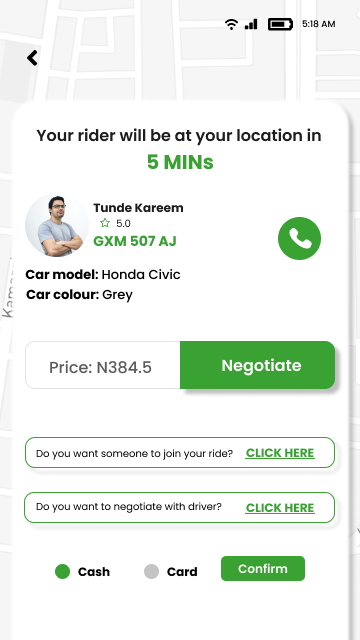 5:18 AM
Your rider will be at your location in
5 MINs
Tunde Kareem
5.0
GXM 507 AJ
Car model: Honda Civic
Car colour: Grey
Price: N384.5 Negotiate
Do you want someone to join your ride? CLICK HERE
Do you want to negotiate with driver? CLICK HERE
Cash Card Confirm